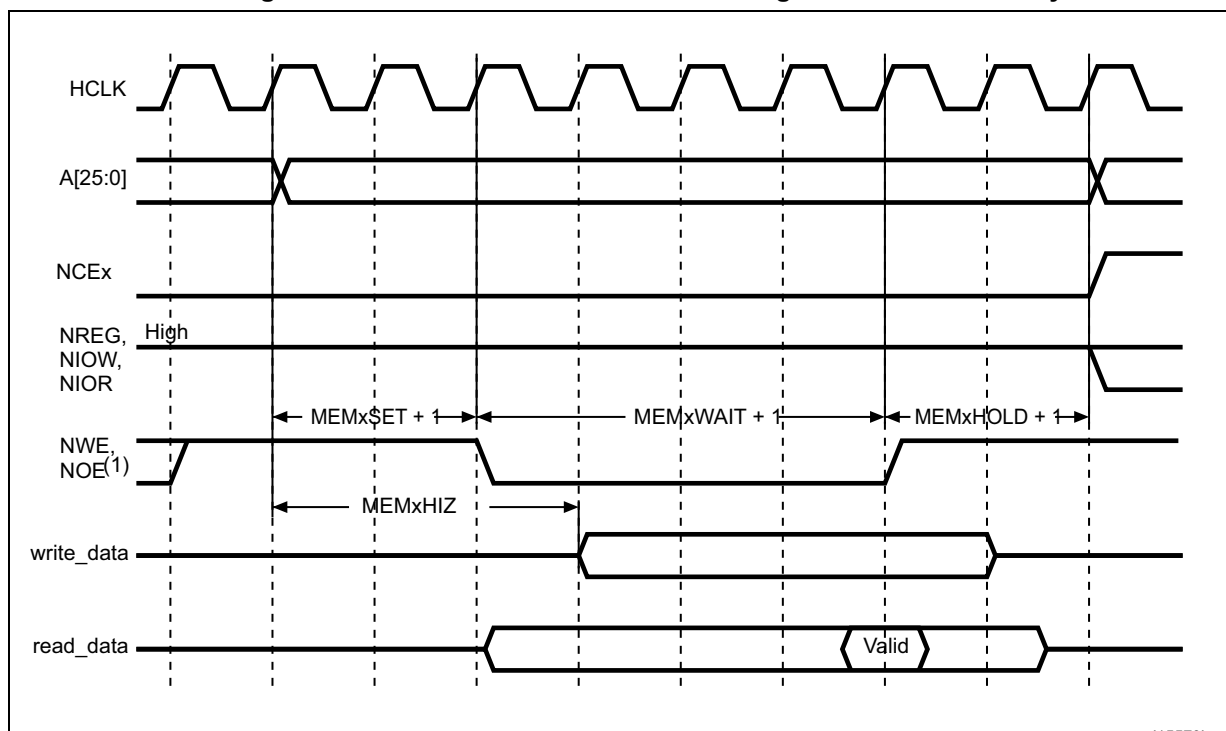 HCLK
A[25:0]
NCEx
NREG, High
NIOW,
NIOR
MEMxSET + 1 MEMxWAIT + 1 MEMxHOLD + 1
NWE,
NOE(1)
MEMxHIZ
write_data
read_data Valid